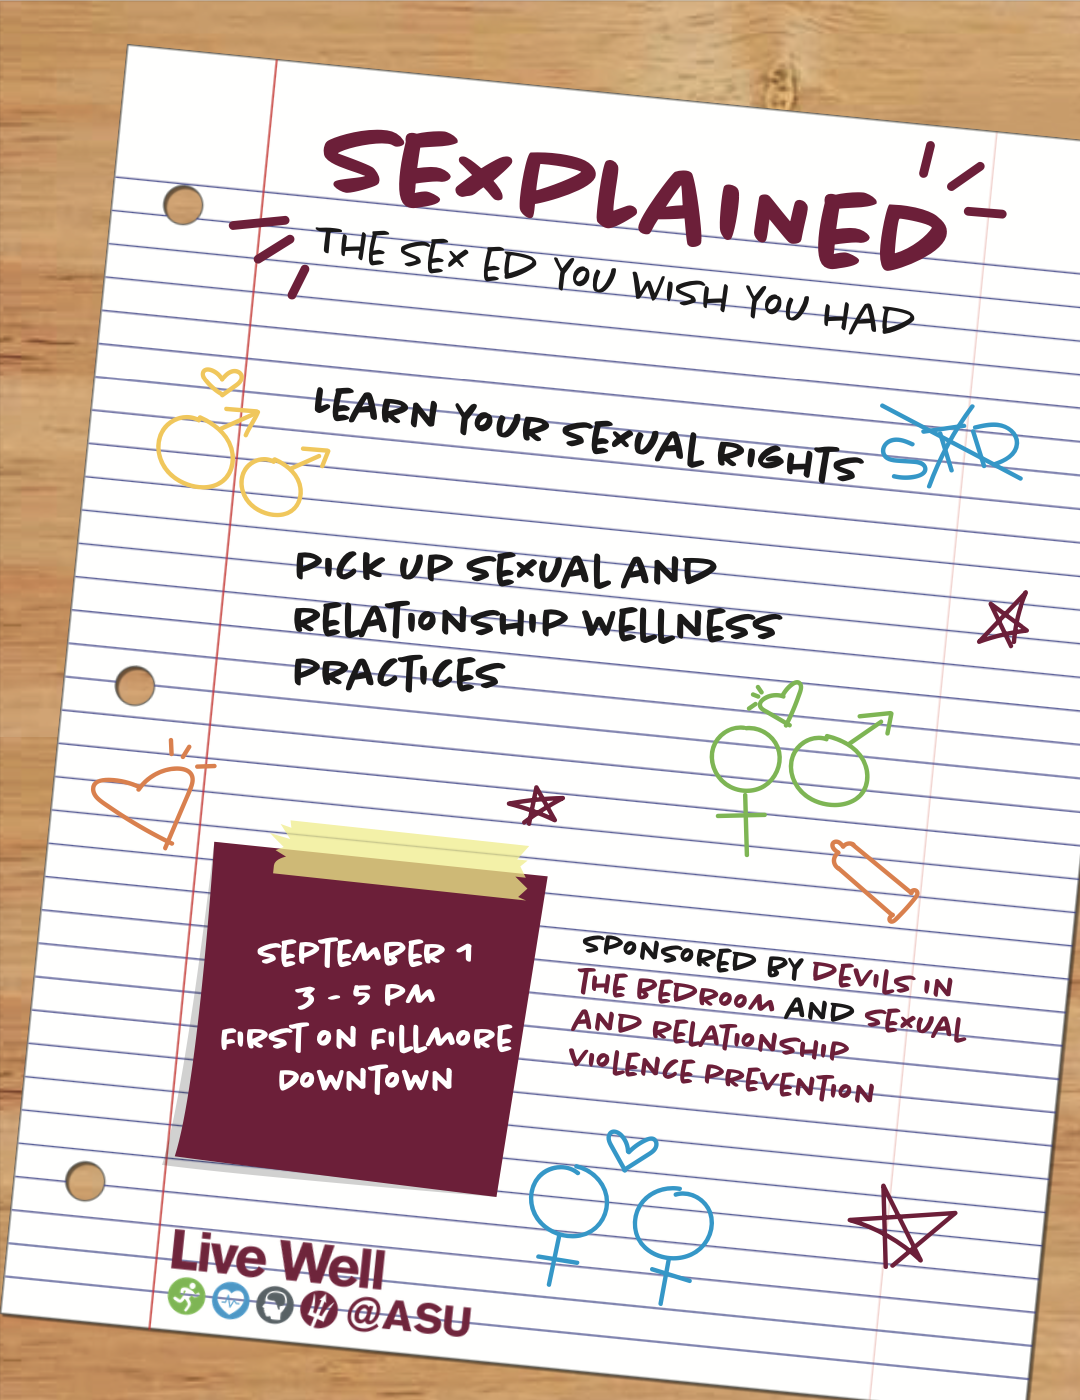 SEXPLAINED
THE SEX ED YOU WISH YOU HAD
LEARN YOUR SEXUAL RIGHTS
STD
PICK UP SEXUAL AND
RELATIONSHIP WELLNESS
PRACTICES
SEPTEMBER 1
3 - 5 PM
FIRST ON FILLMORE
DOWNTOWN
SPONSORED BY DEVILS IN
THE BEDROOM AND SEXUAL
AND RELATIONSHIP
VIOLENCE PREVENTION
Live Well
@ASU